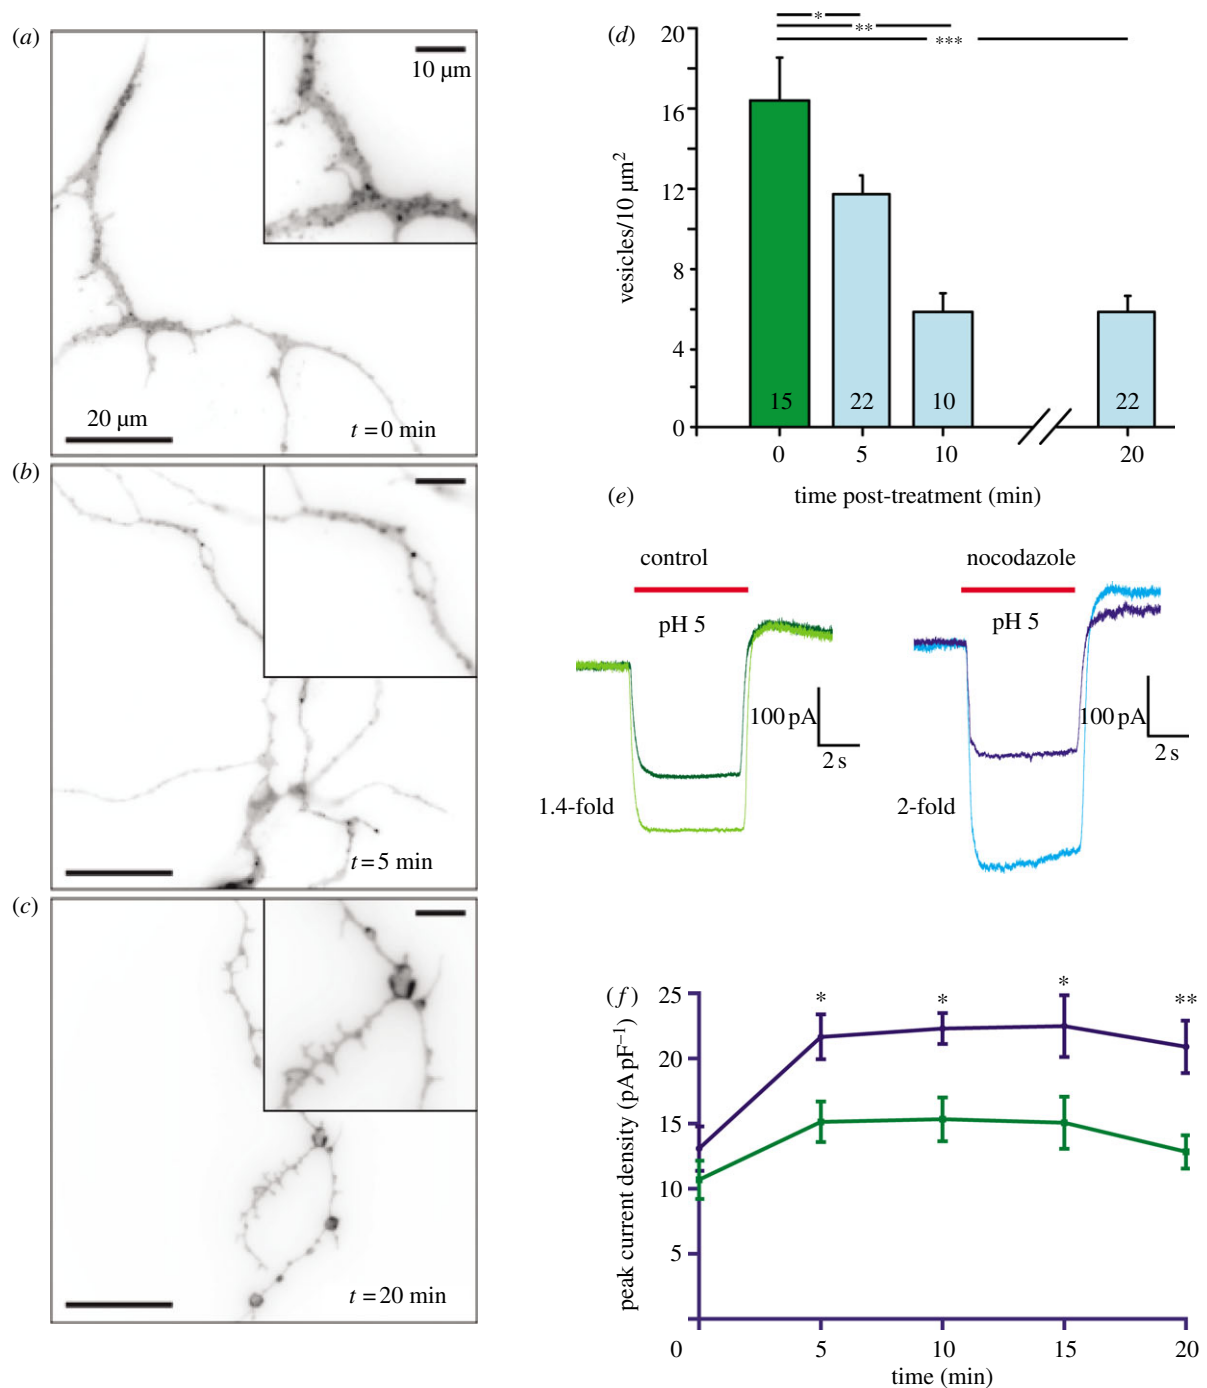 (a)
10 µm
20 µm
t = 0 min
(b)
t = 5 min
(c)
t = 20 min
(d)
*
**
***
20
16
12
8
4
0
vesicles/10 µm²
15
22
10
22
0 5 10 20
time post-treatment (min)
(e)
control
pH 5
100 pA
2 s
1.4-fold
nocodazole
pH 5
100 pA
2 s
2-fold
(f)
* * * **
25
20
15
10
5
peak current density (pA pF⁻¹)
0 5 10 15 20
time (min)